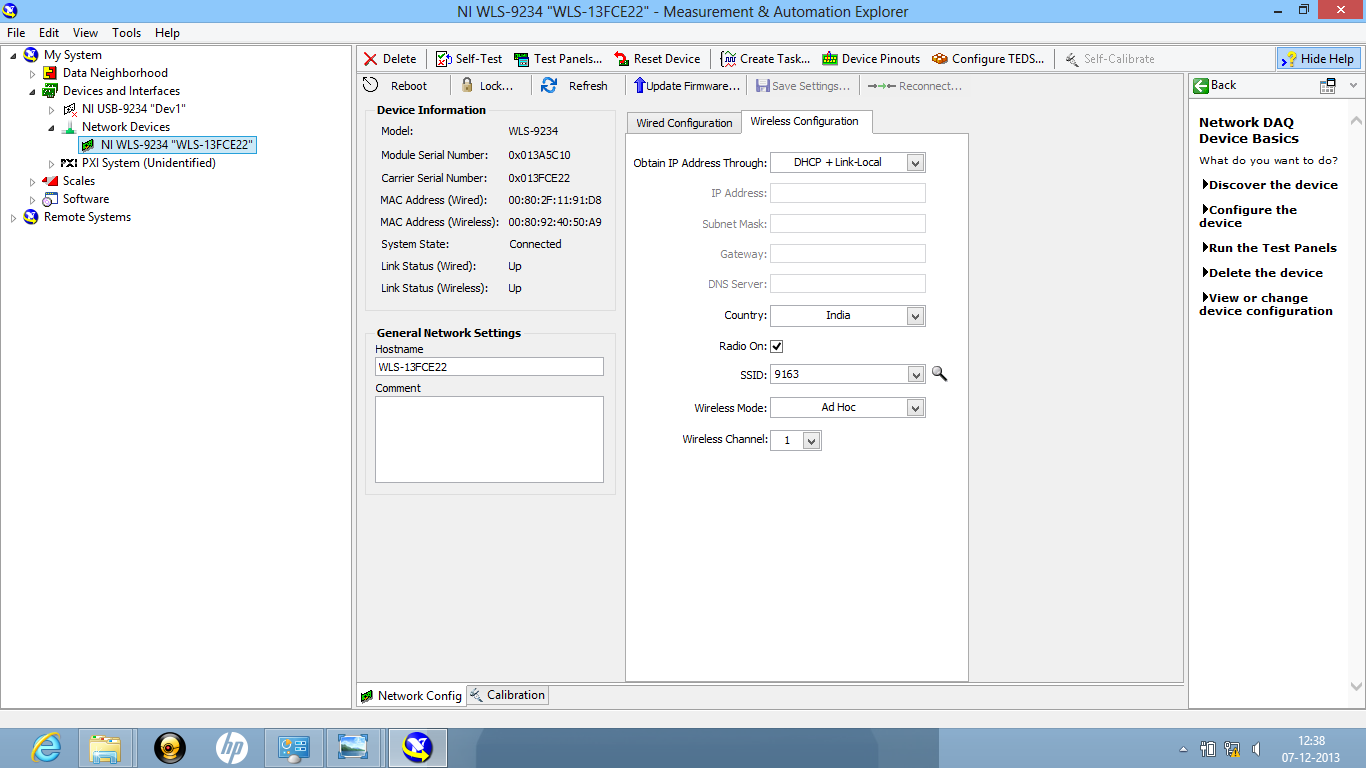 NI WLS-9234 "WLS-13FCE22" - Measurement & Automation Explorer
File Edit View Tools Help
My System
Data Neighborhood
Devices and Interfaces
NI USB-9234 "Dev1"
Network Devices
NI WLS-9234 "WLS-13FCE22"
PXI PXI System (Unidentified)
Scales
Software
Remote Systems
Delete Self-Test Test Panels... Reset Device Create Task... Device Pinouts Configure TEDS... Self-Calibrate Hide Help
Reboot Lock... Refresh Update Firmware... Save Settings... Reconnect...
Device Information
Model: WLS-9234
Module Serial Number: 0x013A5C10
Carrier Serial Number: 0x013FCE22
MAC Address (Wired): 00:80:2F:11:91:D8
MAC Address (Wireless): 00:80:92:40:50:A9
System State: Connected
Link Status (Wired): Up
Link Status (Wireless): Up
General Network Settings
Hostname
WLS-13FCE22
Comment
Wired Configuration Wireless Configuration
Obtain IP Address Through: DHCP + Link-Local
IP Address:
Subnet Mask:
Gateway:
DNS Server:
Country: India
Radio On:
SSID: 9163
Wireless Mode: Ad Hoc
Wireless Channel: 1
Network Config Calibration
Back
Network DAQ
Device Basics
What do you want to do?
Discover the device
Configure the
device
Run the Test Panels
Delete the device
View or change
device configuration
hp
12:38
07-12-2013